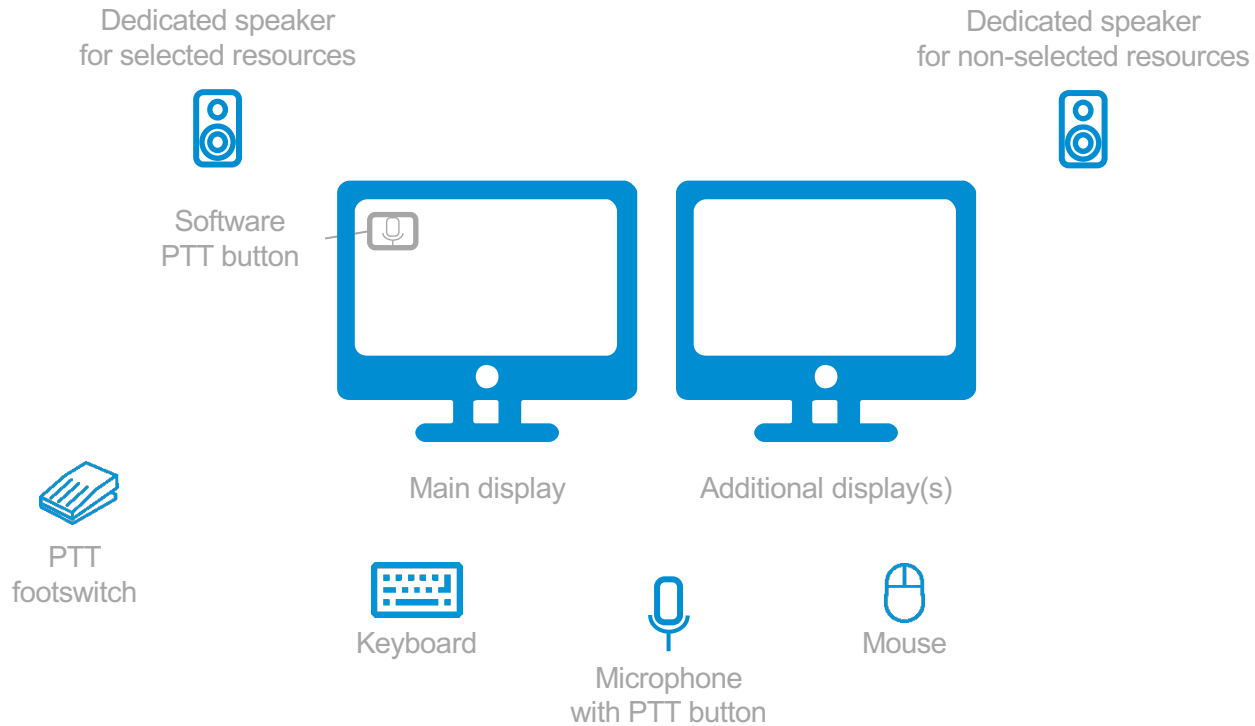 Dedicated speaker
for selected resources
Dedicated speaker
for non-selected resources
Software
PTT button
Main display
Additional display(s)
PTT
footswitch
Keyboard
Microphone
with PTT button
Mouse